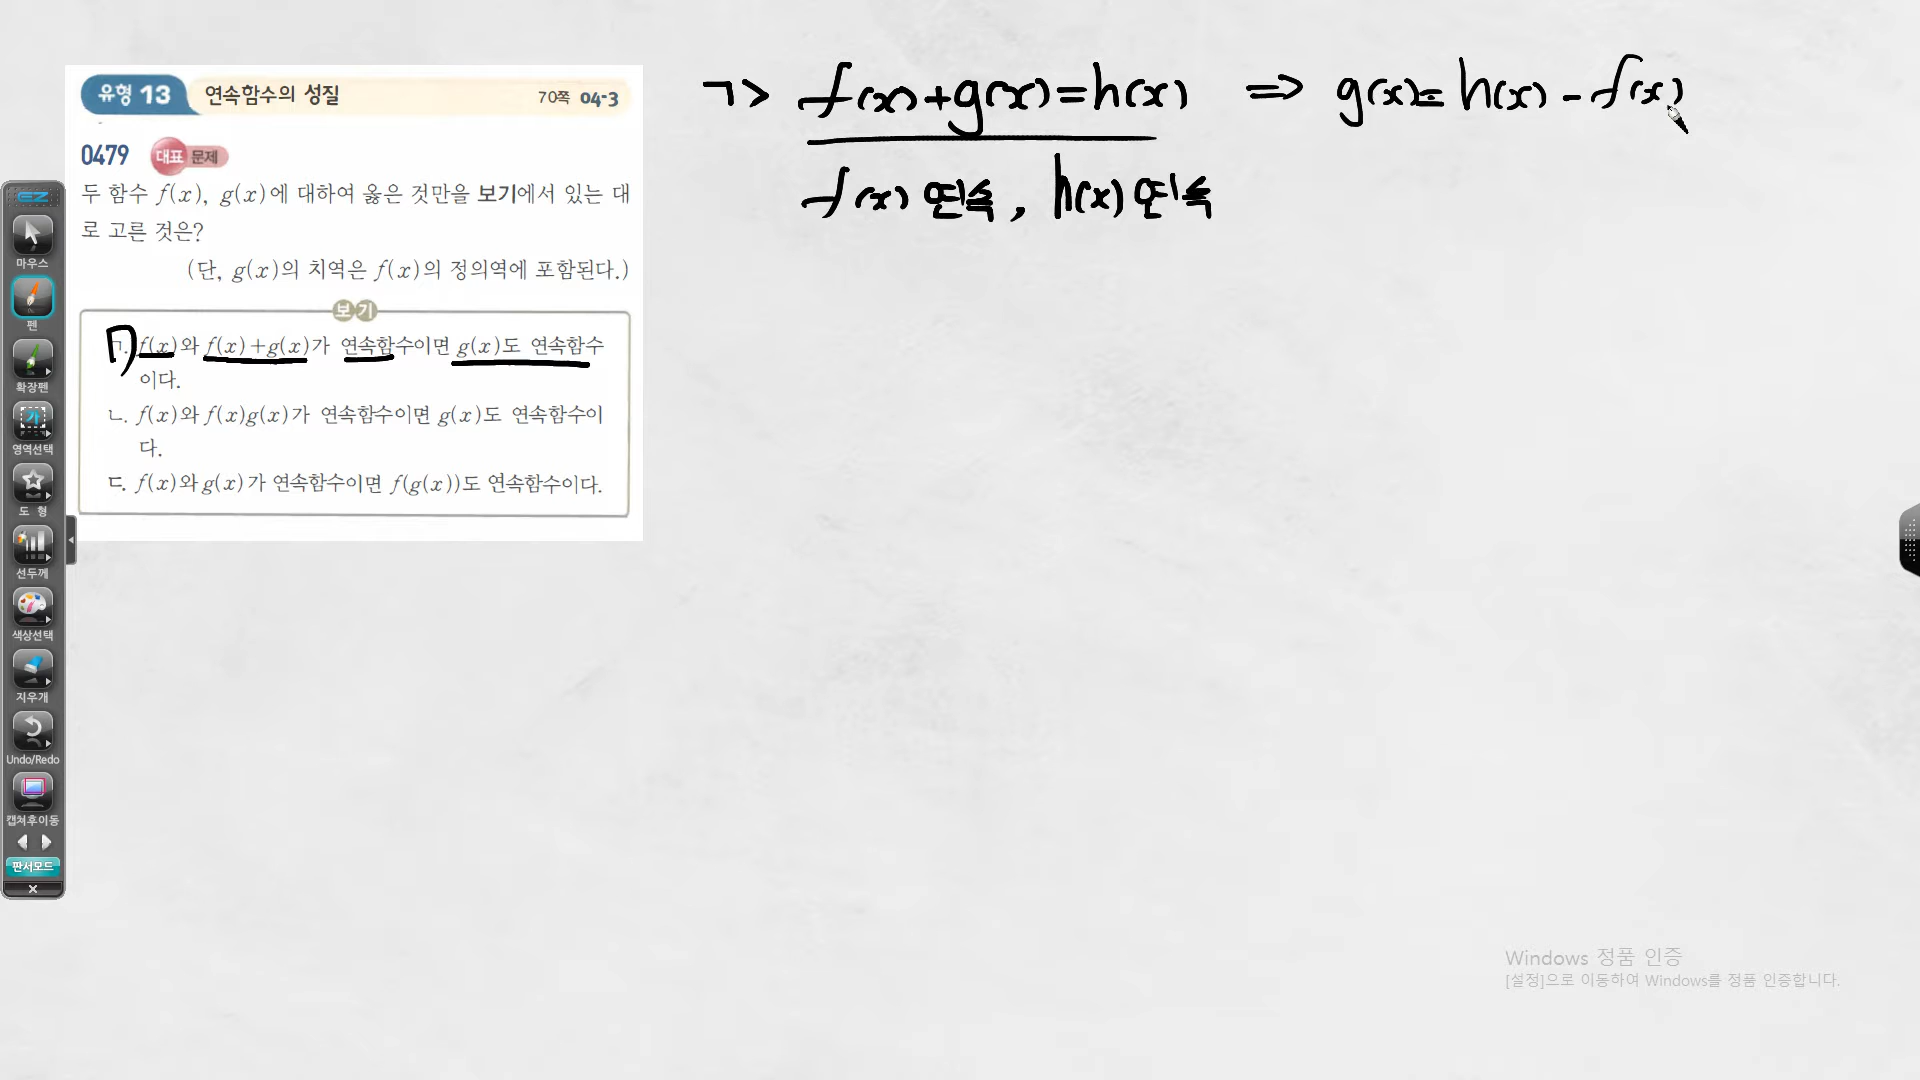 유형 13 연속함수의 성질 70쪽 04-3
0479 대표 문제
두 함수 f(x), g(x)에 대하여 옳은 것만을 보기에서 있는 대
로 고른 것은?
(단, g(x)의 치역은 f(x)의 정의역에 포함된다.)
보기
ㄱ. f(x)와 f(x)+g(x)가 연속함수이면 g(x)도 연속함수
이다.
ㄴ. f(x)와 f(x)g(x)가 연속함수이면 g(x)도 연속함수이
다.
ㄷ. f(x)와 g(x)가 연속함수이면 f(g(x))도 연속함수이다.
ㄱ> f(x)+g(x)=h(x) ⇒ g(x)=h(x)-f(x)
f(x) 연속, h(x) 연속
EZ
마우스
펜
확장펜
가
영역선택
도 형
선두께
색상선택
지우개
Undo/Redo
캡쳐후이동
판서모드
x
Windows 정품 인증
[설정]으로 이동하여 Windows를 정품 인증합니다.